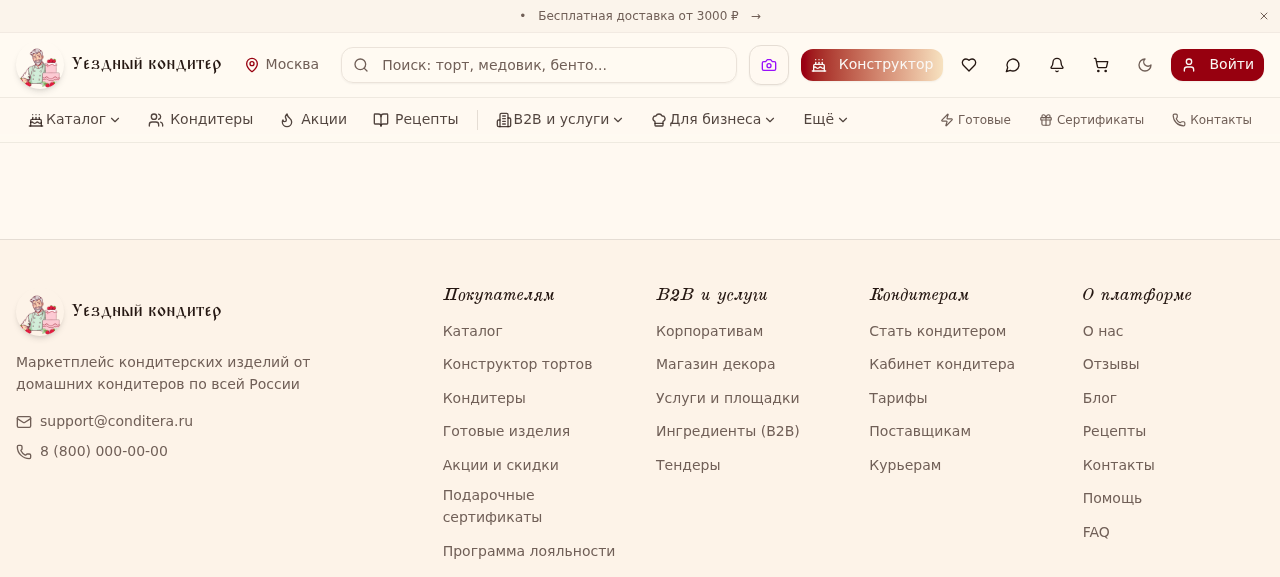 • Бесплатная доставка от 3000 ₽ →
Уездный кондитер
Москва
Поиск: торт, медовик, бенто...
Конструктор
Войти
Каталог
Кондитеры
Акции
Рецепты
B2B и услуги
Для бизнеса
Ещё
Готовые
Сертификаты
Контакты
Уездный кондитер
Маркетплейс кондитерских изделий от
домашних кондитеров по всей России
support@conditera.ru
8 (800) 000-00-00
Покупателям
Каталог
Конструктор тортов
Кондитеры
Готовые изделия
Акции и скидки
Подарочные
сертификаты
Программа лояльности
B2B и услуги
Корпоративам
Магазин декора
Услуги и площадки
Ингредиенты (B2B)
Тендеры
Кондитерам
Стать кондитером
Кабинет кондитера
Тарифы
Поставщикам
Курьерам
О платформе
О нас
Отзывы
Блог
Рецепты
Контакты
Помощь
FAQ